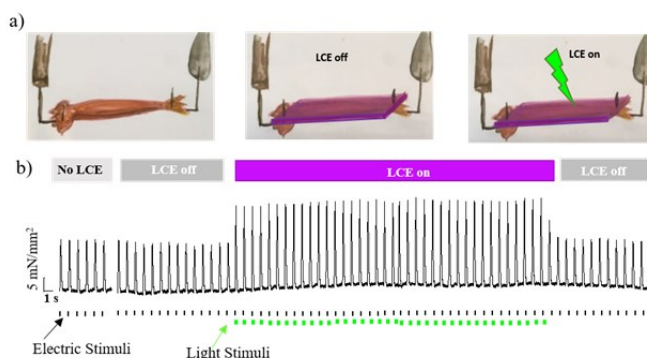 a)
LCE off
LCE on
b)
No LCE
LCE off
LCE on
LCE off
5 mN/mm²
1 s
Electric Stimuli
Light Stimuli